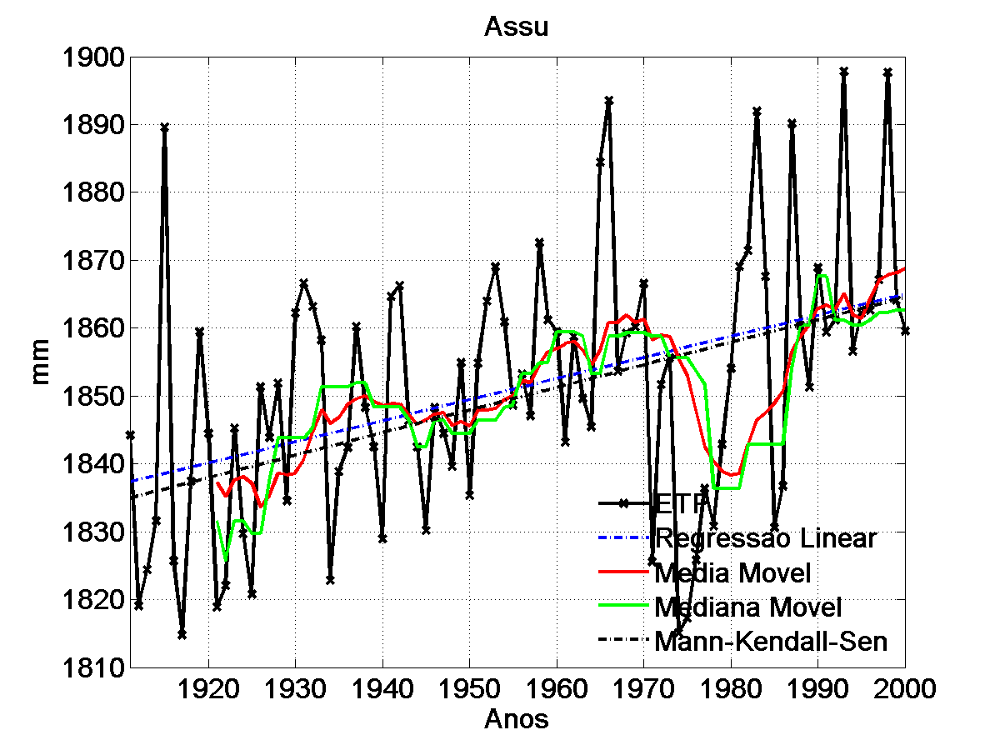 Assu
1900
1890
1880
1870
1860
1850
1840
1830
1820
1810
mm
ETP
Regressao Linear
Media Movel
Mediana Movel
Mann-Kendall-Sen
1920 1930 1940 1950 1960 1970 1980 1990 2000
Anos